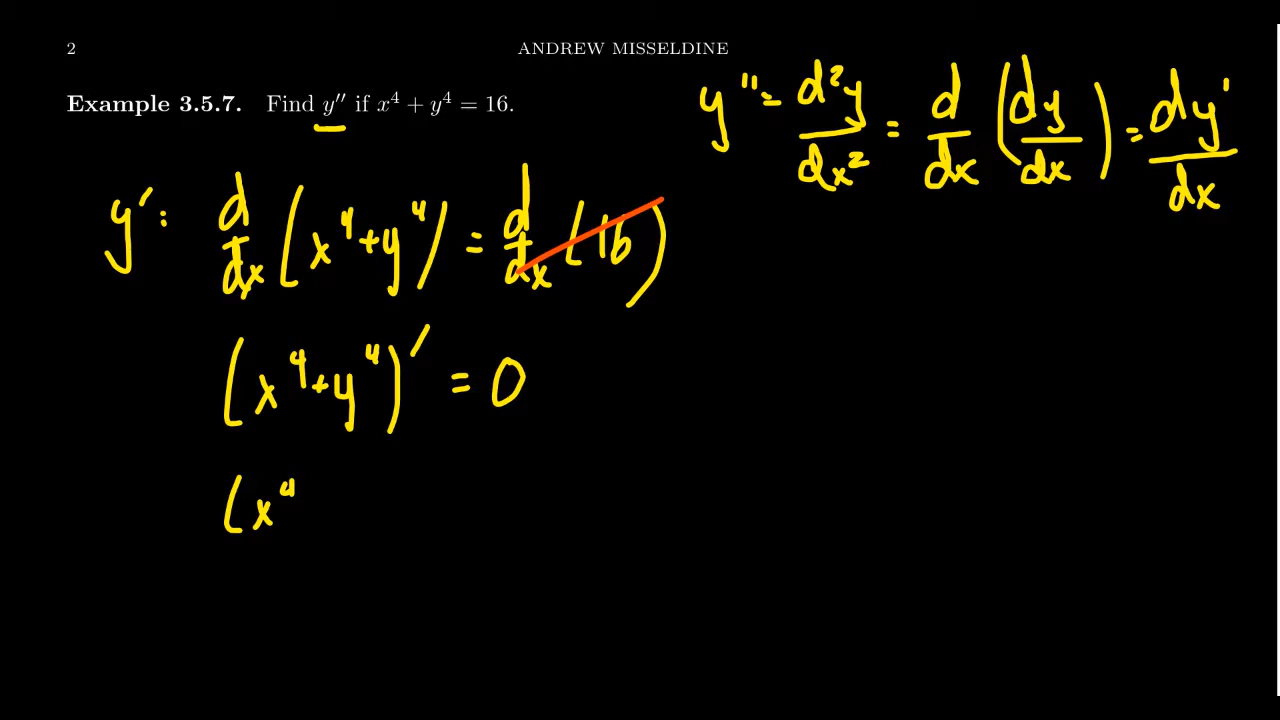 2 ANDREW MISSELDINE
Example 3.5.7. Find y″ if x⁴ + y⁴ = 16.
y″ = d²y/dx² = d/dx (dy/dx) = dy′/dx
y′: d/dx (x⁴+y⁴) = d/dx (16)
(x⁴+y⁴)′ = 0
(x⁴